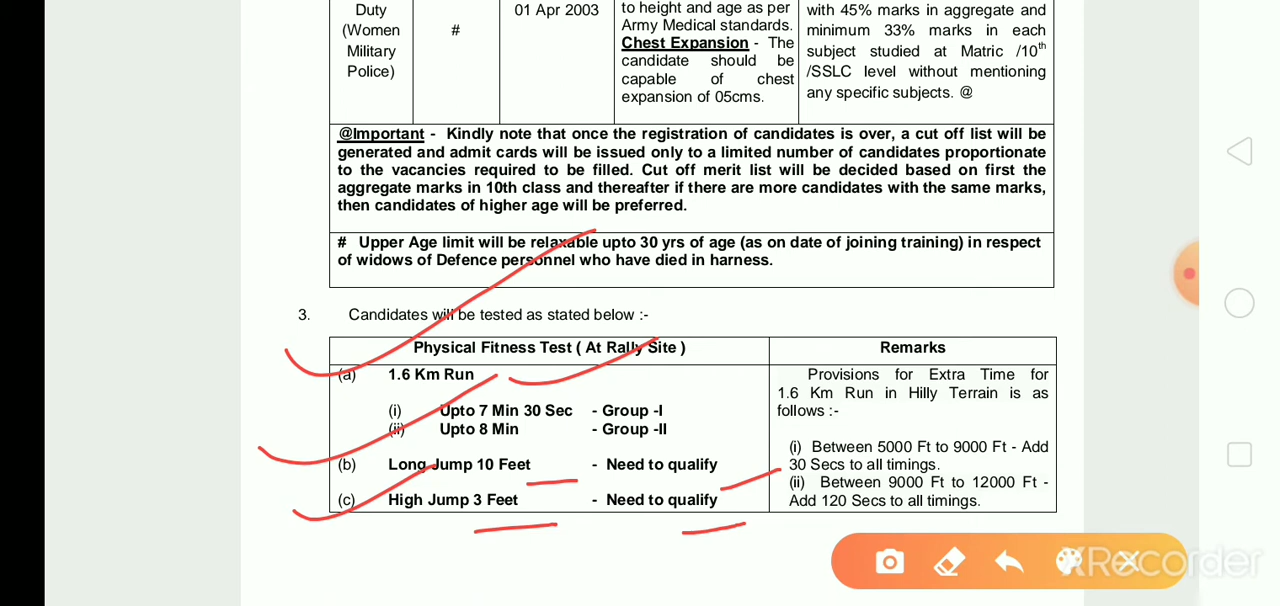 Duty
(Women
Military
Police)
#
01 Apr 2003
to height and age as per
Army Medical standards.
Chest Expansion - The
candidate should be
capable of chest
expansion of 05cms.
with 45% marks in aggregate and
minimum 33% marks in each
subject studied at Matric /10th
/SSLC level without mentioning
any specific subjects. @
@Important - Kindly note that once the registration of candidates is over, a cut off list will be
generated and admit cards will be issued only to a limited number of candidates proportionate
to the vacancies required to be filled. Cut off merit list will be decided based on first the
aggregate marks in 10th class and thereafter if there are more candidates with the same marks,
then candidates of higher age will be preferred.
# Upper Age limit will be relaxable upto 30 yrs of age (as on date of joining training) in respect
of widows of Defence personnel who have died in harness.
3. Candidates will be tested as stated below :-
Physical Fitness Test ( At Rally Site )
(a) 1.6 Km Run
(i) Upto 7 Min 30 Sec - Group -I
(ii) Upto 8 Min - Group -II
(b) Long Jump 10 Feet - Need to qualify
(c) High Jump 3 Feet - Need to qualify
Remarks
Provisions for Extra Time for
1.6 Km Run in Hilly Terrain is as
follows :-
(i) Between 5000 Ft to 9000 Ft - Add
30 Secs to all timings.
(ii) Between 9000 Ft to 12000 Ft -
Add 120 Secs to all timings.
XRecorder